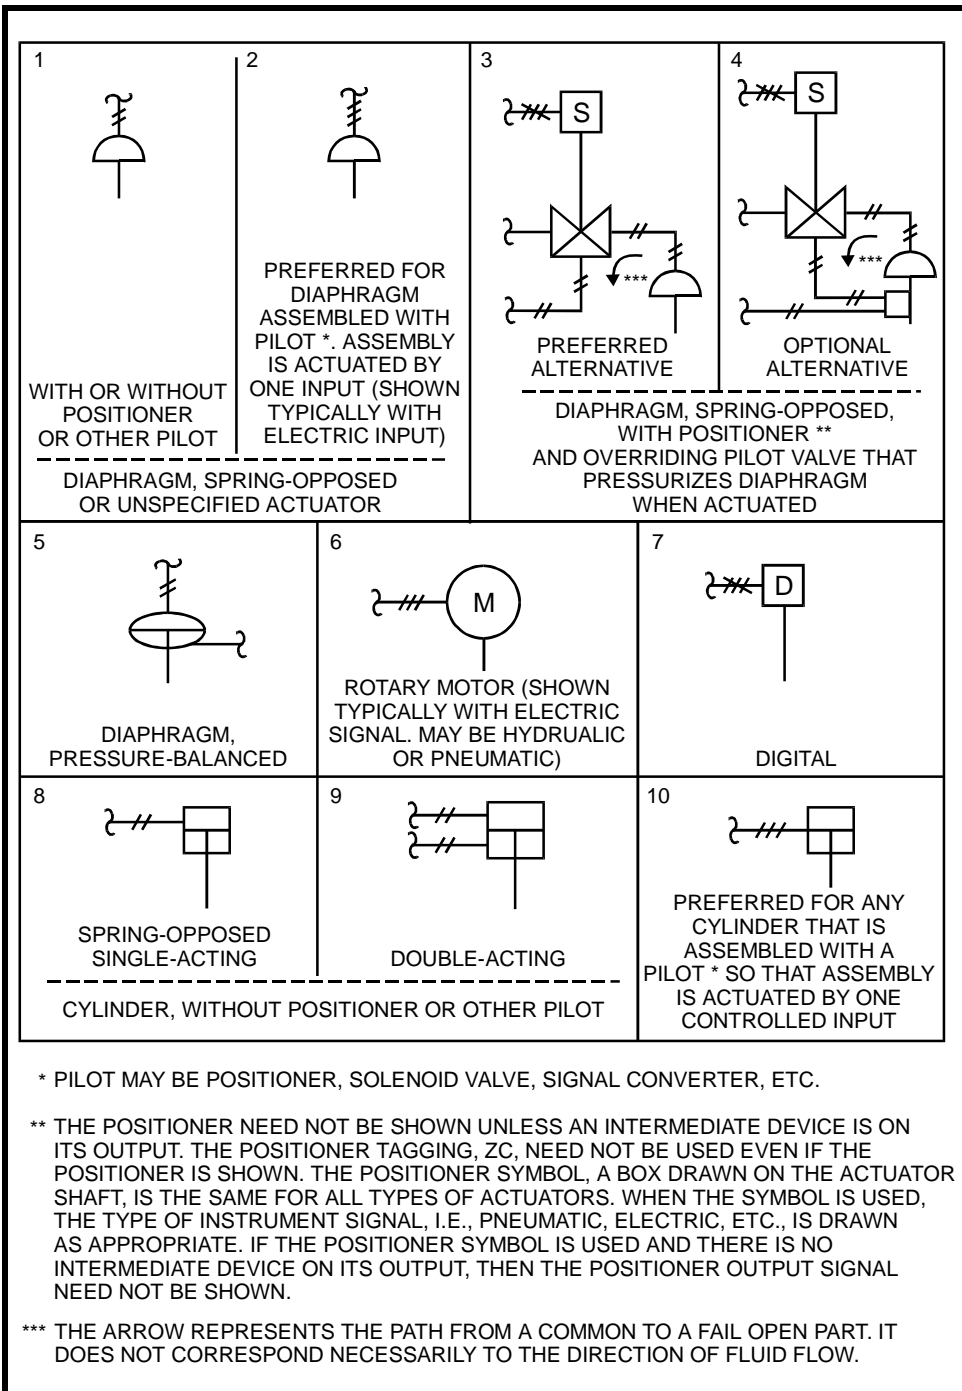 1
WITH OR WITHOUT
POSITIONER
OR OTHER PILOT
2
PREFERRED FOR
DIAPHRAGM
ASSEMBLED WITH
PILOT *. ASSEMBLY
IS ACTUATED BY
ONE INPUT (SHOWN
TYPICALLY WITH
ELECTRIC INPUT)
DIAPHRAGM, SPRING-OPPOSED
OR UNSPECIFIED ACTUATOR
3
S
***
PREFERRED
ALTERNATIVE
4
S
***
OPTIONAL
ALTERNATIVE
DIAPHRAGM, SPRING-OPPOSED,
WITH POSITIONER **
AND OVERRIDING PILOT VALVE THAT
PRESSURIZES DIAPHRAGM
WHEN ACTUATED
5
DIAPHRAGM,
PRESSURE-BALANCED
6
M
ROTARY MOTOR (SHOWN
TYPICALLY WITH ELECTRIC
SIGNAL. MAY BE HYDRUALIC
OR PNEUMATIC)
7
D
DIGITAL
8
SPRING-OPPOSED
SINGLE-ACTING
9
DOUBLE-ACTING
CYLINDER, WITHOUT POSITIONER OR OTHER PILOT
10
PREFERRED FOR ANY
CYLINDER THAT IS
ASSEMBLED WITH A
PILOT * SO THAT ASSEMBLY
IS ACTUATED BY ONE
CONTROLLED INPUT
* PILOT MAY BE POSITIONER, SOLENOID VALVE, SIGNAL CONVERTER, ETC.
** THE POSITIONER NEED NOT BE SHOWN UNLESS AN INTERMEDIATE DEVICE IS ON
ITS OUTPUT. THE POSITIONER TAGGING, ZC, NEED NOT BE USED EVEN IF THE
POSITIONER IS SHOWN. THE POSITIONER SYMBOL, A BOX DRAWN ON THE ACTUATOR
SHAFT, IS THE SAME FOR ALL TYPES OF ACTUATORS. WHEN THE SYMBOL IS USED,
THE TYPE OF INSTRUMENT SIGNAL, I.E., PNEUMATIC, ELECTRIC, ETC., IS DRAWN
AS APPROPRIATE. IF THE POSITIONER SYMBOL IS USED AND THERE IS NO
INTERMEDIATE DEVICE ON ITS OUTPUT, THEN THE POSITIONER OUTPUT SIGNAL
NEED NOT BE SHOWN.
*** THE ARROW REPRESENTS THE PATH FROM A COMMON TO A FAIL OPEN PART. IT
DOES NOT CORRESPOND NECESSARILY TO THE DIRECTION OF FLUID FLOW.